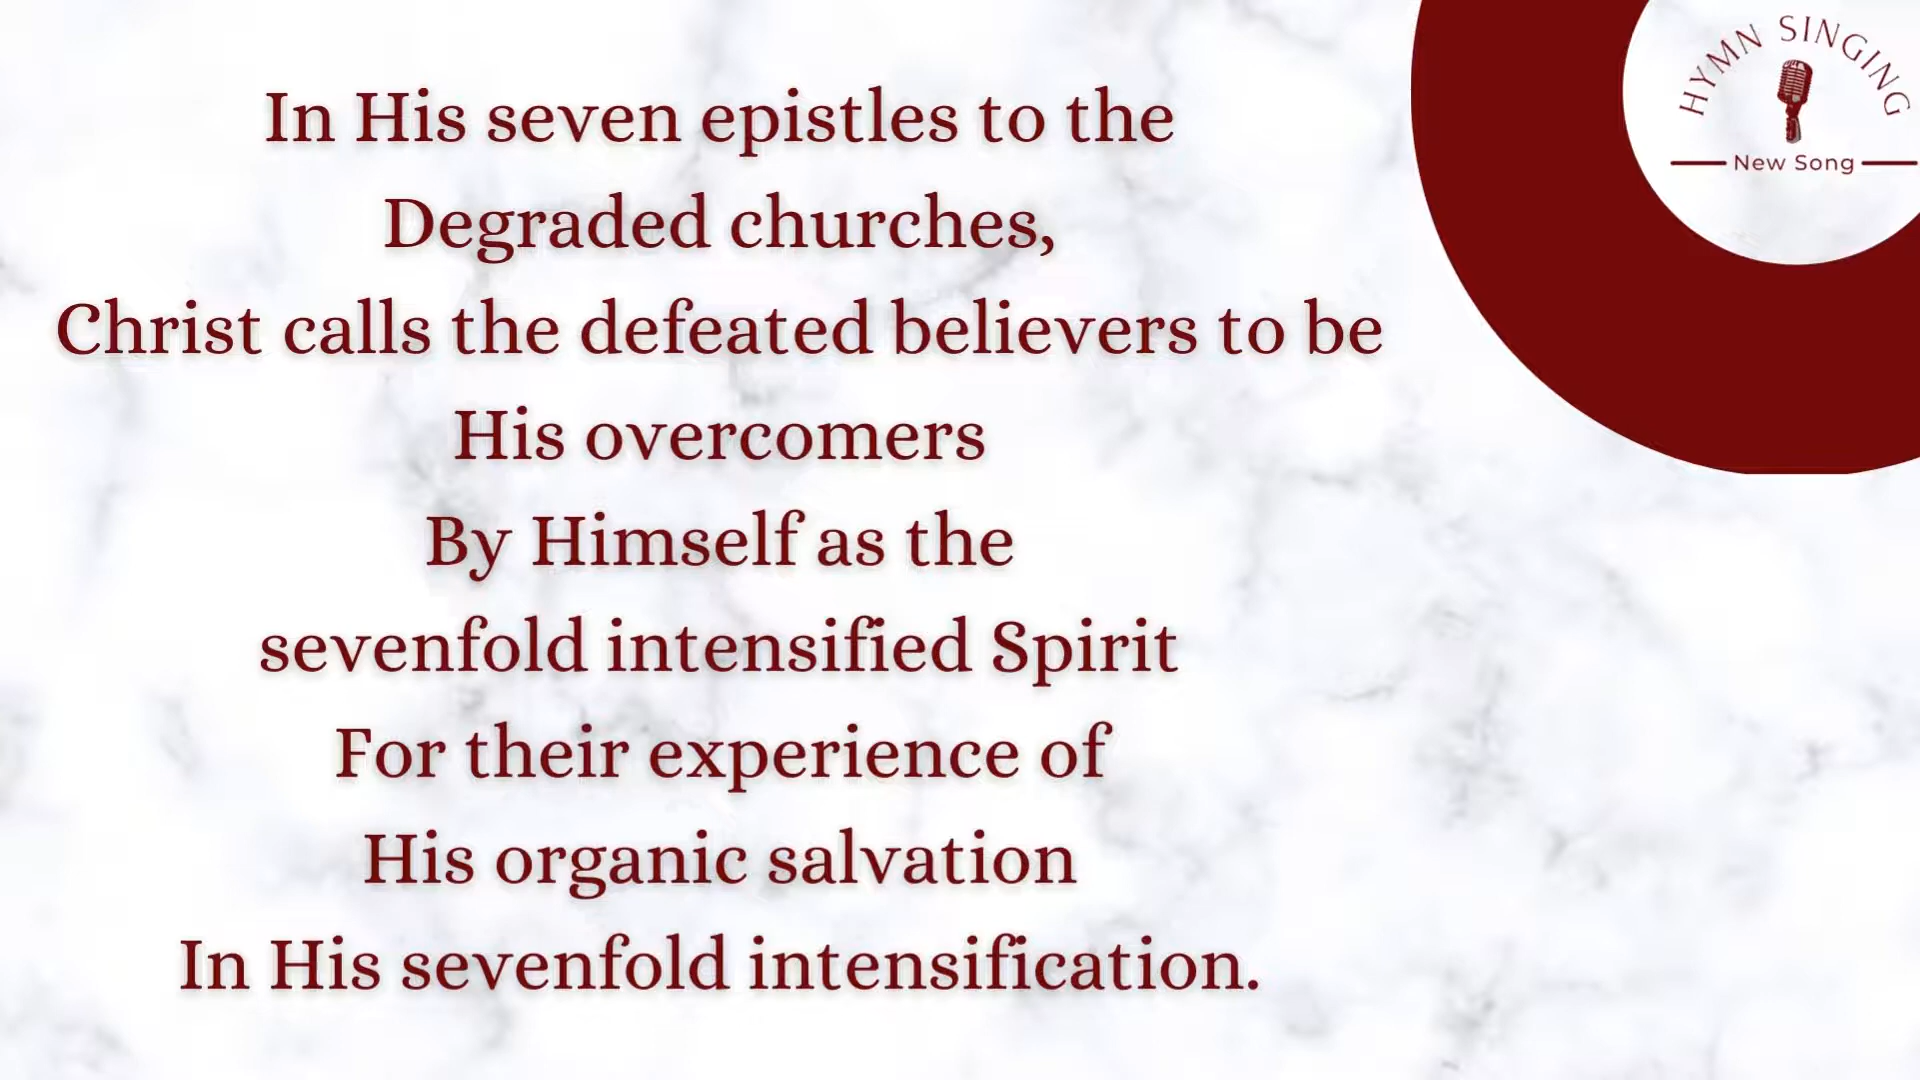 In His seven epistles to the
Degraded churches,
Christ calls the defeated believers to be
His overcomers
By Himself as the
sevenfold intensified Spirit
For their experience of
His organic salvation
In His sevenfold intensification.
HYMN SINGING
New Song